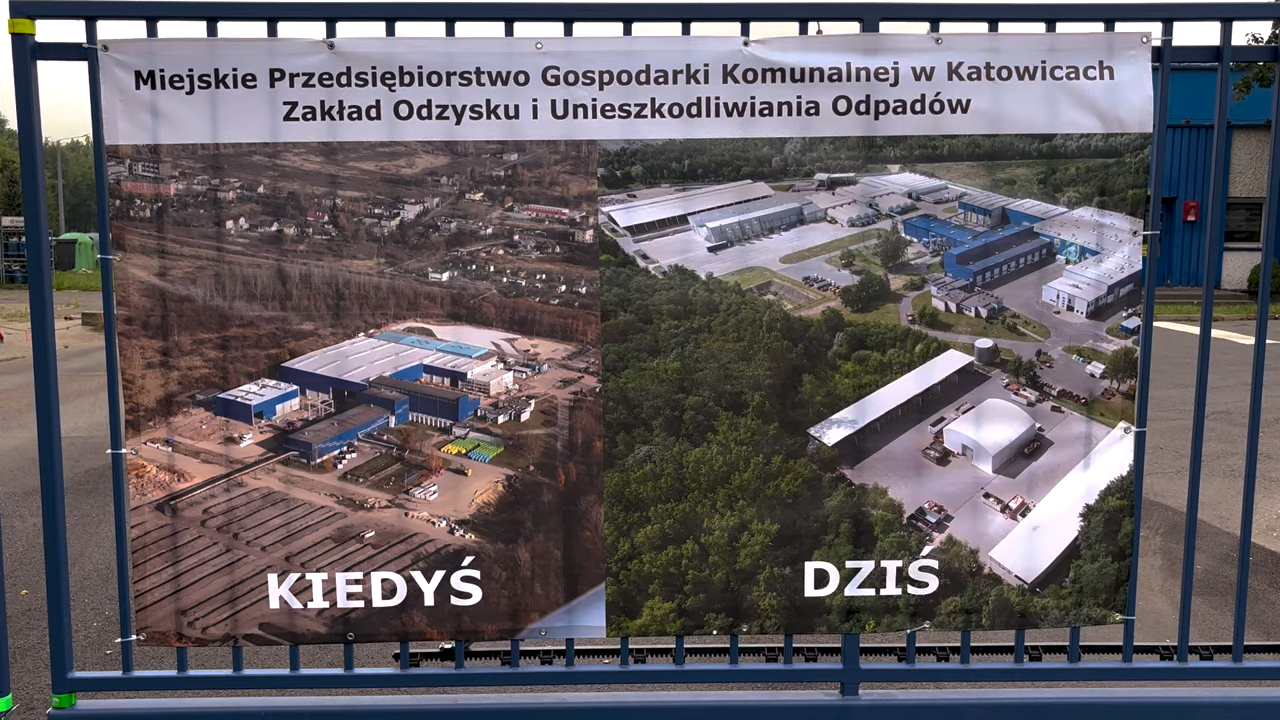 Miejskie Przedsiębiorstwo Gospodarki Komunalnej w Katowicach
Zakład Odzysku i Unieszkodliwiania Odpadów
KIEDYŚ
DZIŚ